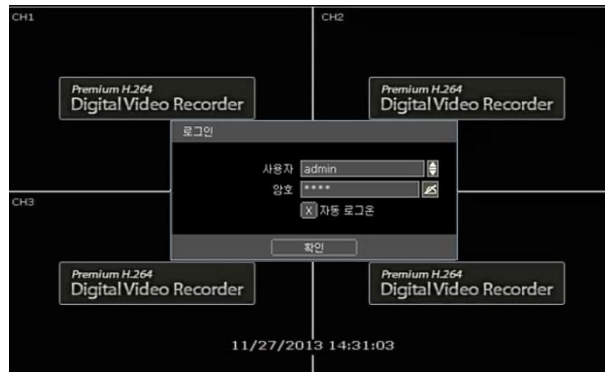 CH1
CH2
Premium H.264
Digital Video Recorder
Premium H.264
Digital Video Recorder
로그인
사용자 admin
암호 ****
X 자동 로그온
확인
CH3
Premium H.264
Digital Video Recorder
Premium H.264
Digital Video Recorder
11/27/2013 14:31:03